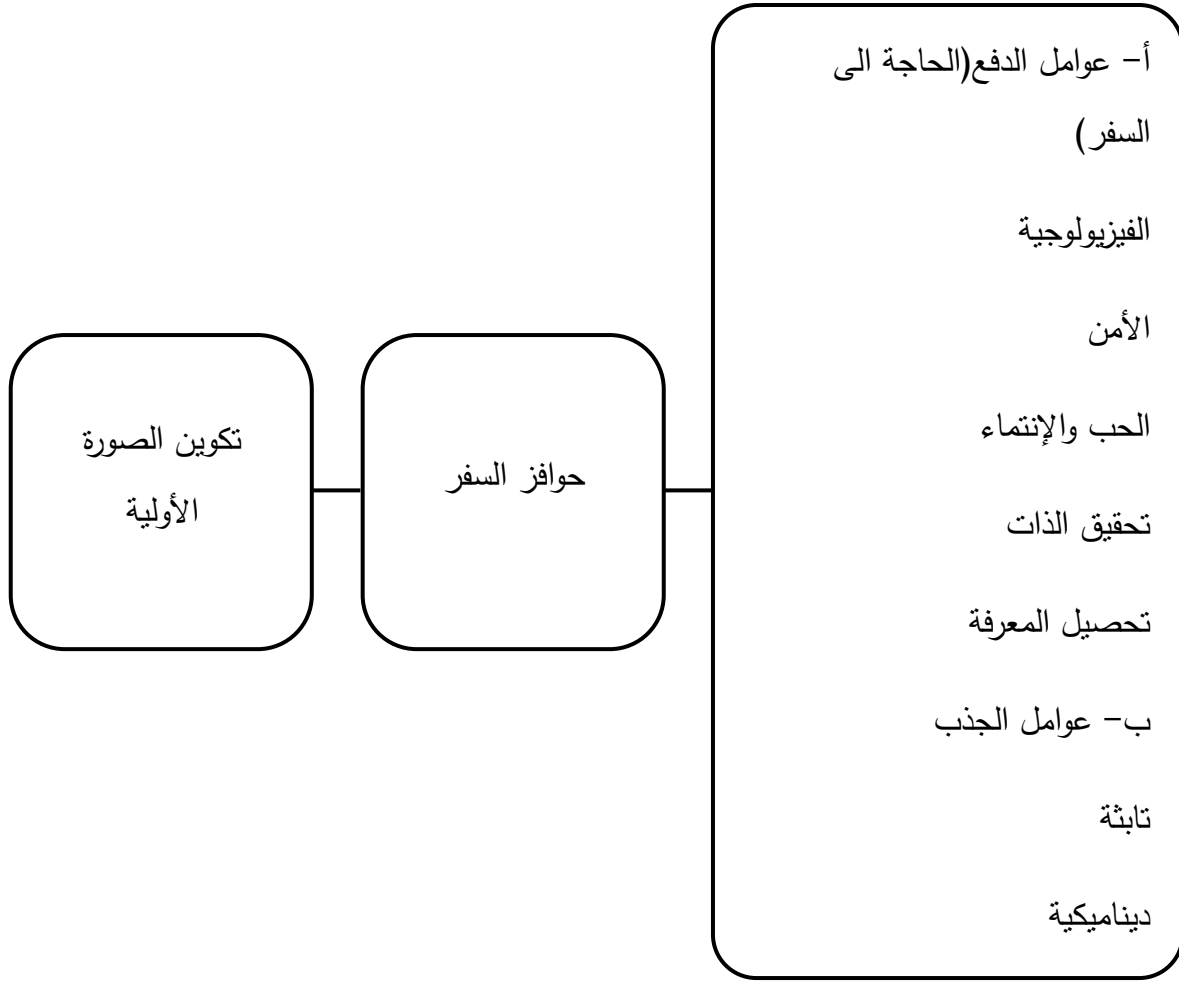 أ- عوامل الدفع(الحاجة الى
السفر)
الفيزيولوجية
الأمن
الحب والإنتماء
تحقيق الذات
تحصيل المعرفة
ب- عوامل الجذب
تابثة
ديناميكية
حوافز السفر
تكوين الصورة
الأولية